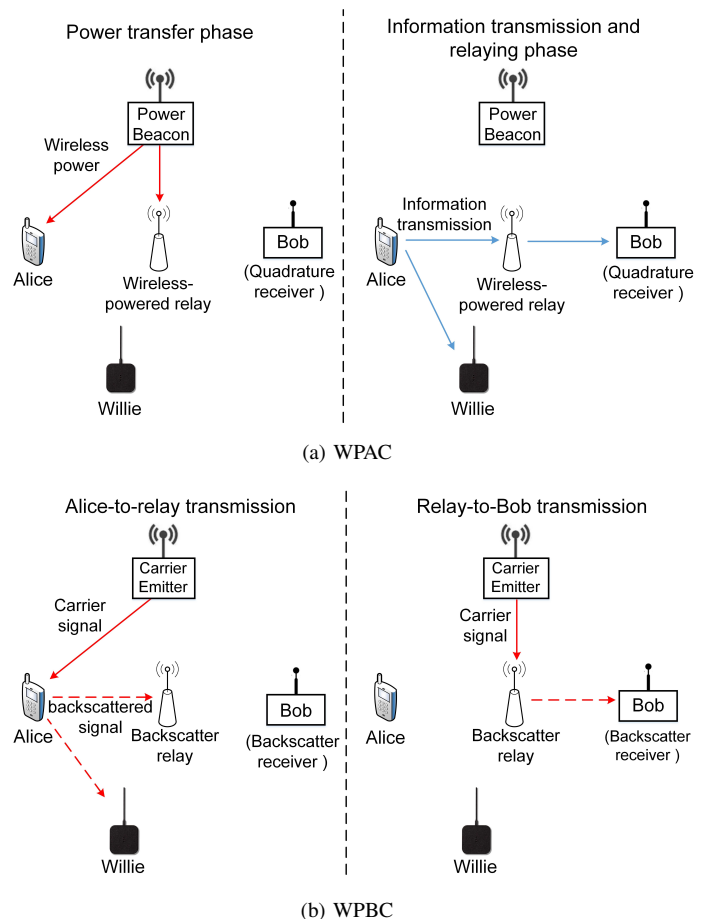 Power transfer phase
Information transmission and
relaying phase
Power
Beacon
Wireless
power
Alice
Wireless-
powered relay
Bob
(Quadrature
receiver )
Willie
Power
Beacon
Information
transmission
Alice
Wireless-
powered relay
Bob
(Quadrature
receiver )
Willie
(a) WPAC
Alice-to-relay transmission
Relay-to-Bob transmission
Carrier
Emitter
Carrier
signal
backscattered
signal
Alice
Backscatter
relay
Bob
(Backscatter
receiver )
Willie
Carrier
Emitter
Carrier
signal
Alice
Backscatter
relay
Bob
(Backscatter
receiver )
Willie
(b) WPBC